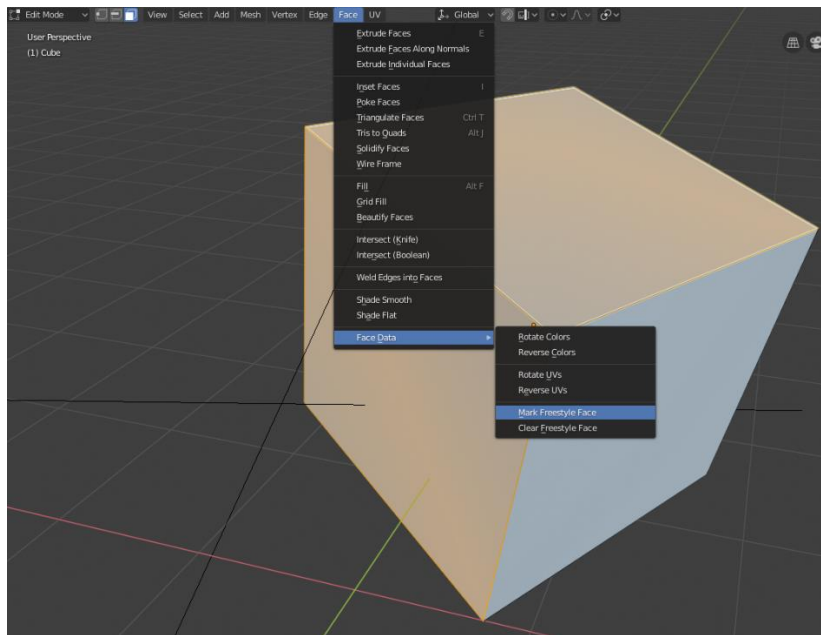 Edit Mode View Select Add Mesh Vertex Edge Face UV Global
User Perspective
(1) Cube
Extrude Faces E
Extrude Faces Along Normals
Extrude Individual Faces
Inset Faces I
Poke Faces
Triangulate Faces Ctrl T
Tris to Quads Alt J
Solidify Faces
Wire Frame
Fill Alt F
Grid Fill
Beautify Faces
Intersect (Knife)
Intersect (Boolean)
Weld Edges into Faces
Shade Smooth
Shade Flat
Face Data
Rotate Colors
Reverse Colors
Rotate UVs
Reverse UVs
Mark Freestyle Face
Clear Freestyle Face